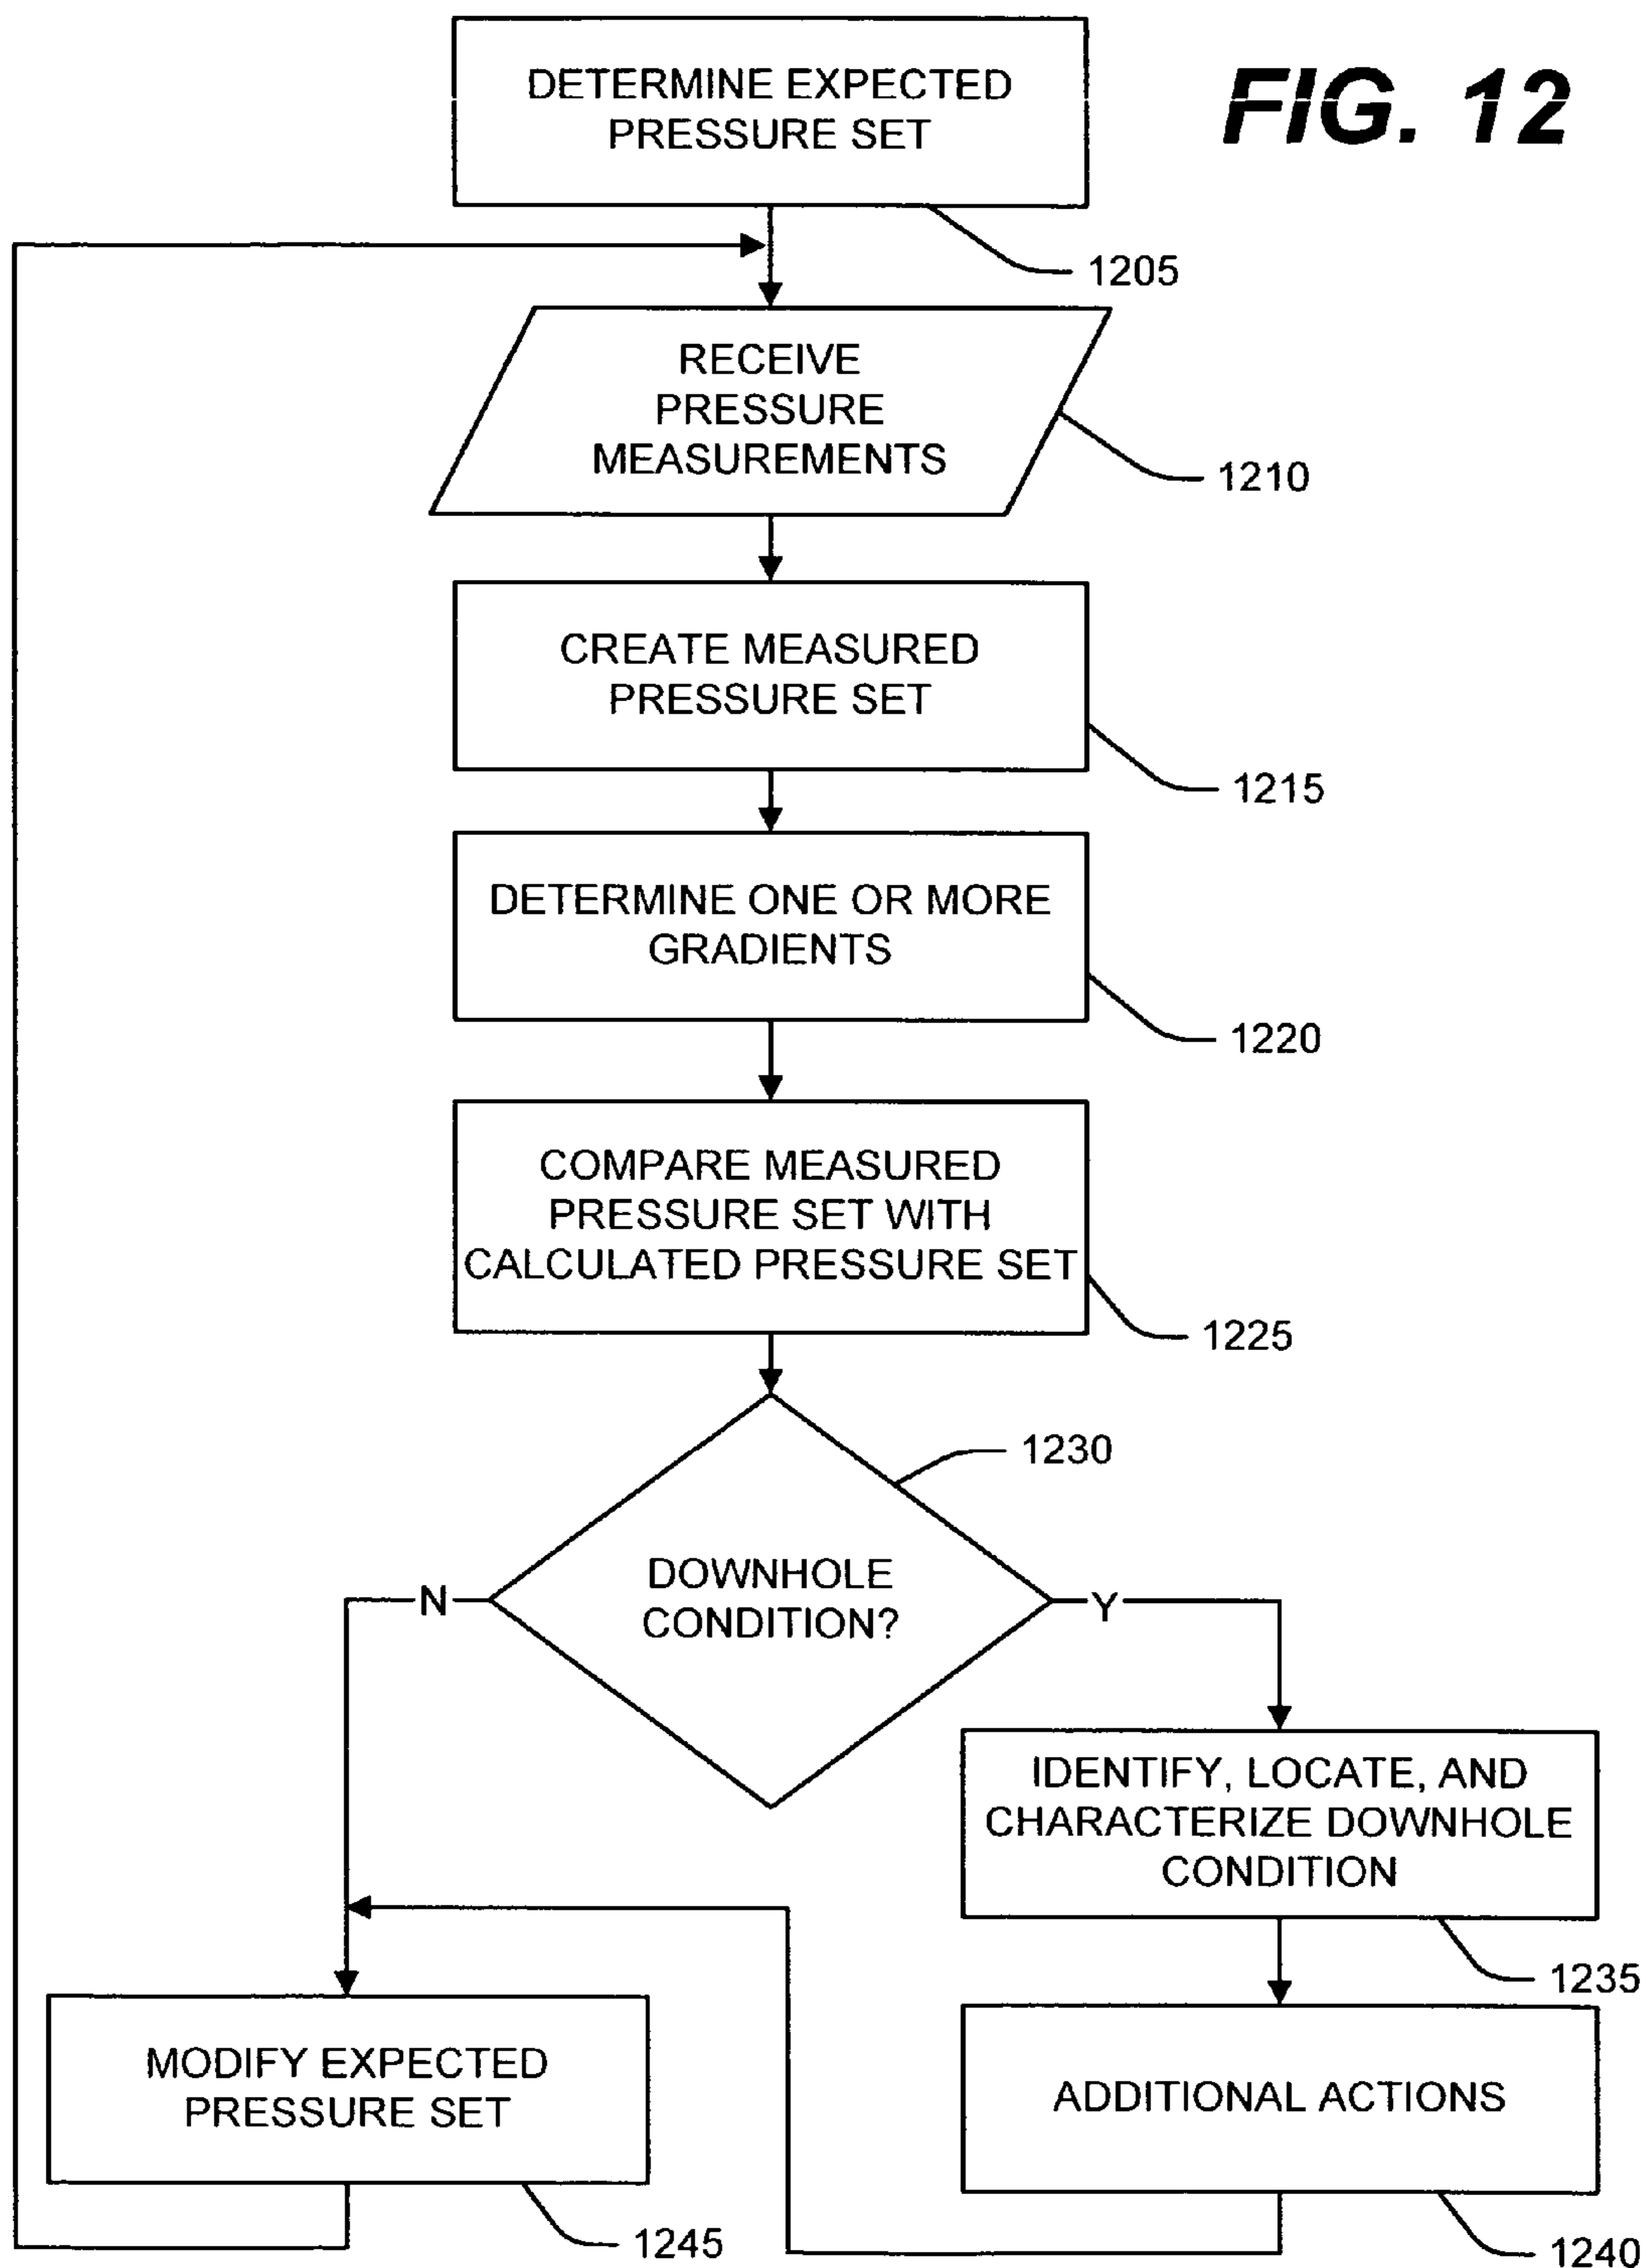 FIG. 12
DETERMINE EXPECTED
PRESSURE SET
1205
RECEIVE
PRESSURE
MEASUREMENTS
1210
CREATE MEASURED
PRESSURE SET
1215
DETERMINE ONE OR MORE
GRADIENTS
1220
COMPARE MEASURED
PRESSURE SET WITH
CALCULATED PRESSURE SET
1225
1230
DOWNHOLE
CONDITION?
N
Y
IDENTIFY, LOCATE, AND
CHARACTERIZE DOWNHOLE
CONDITION
1235
MODIFY EXPECTED
PRESSURE SET
1245
ADDITIONAL ACTIONS
1240